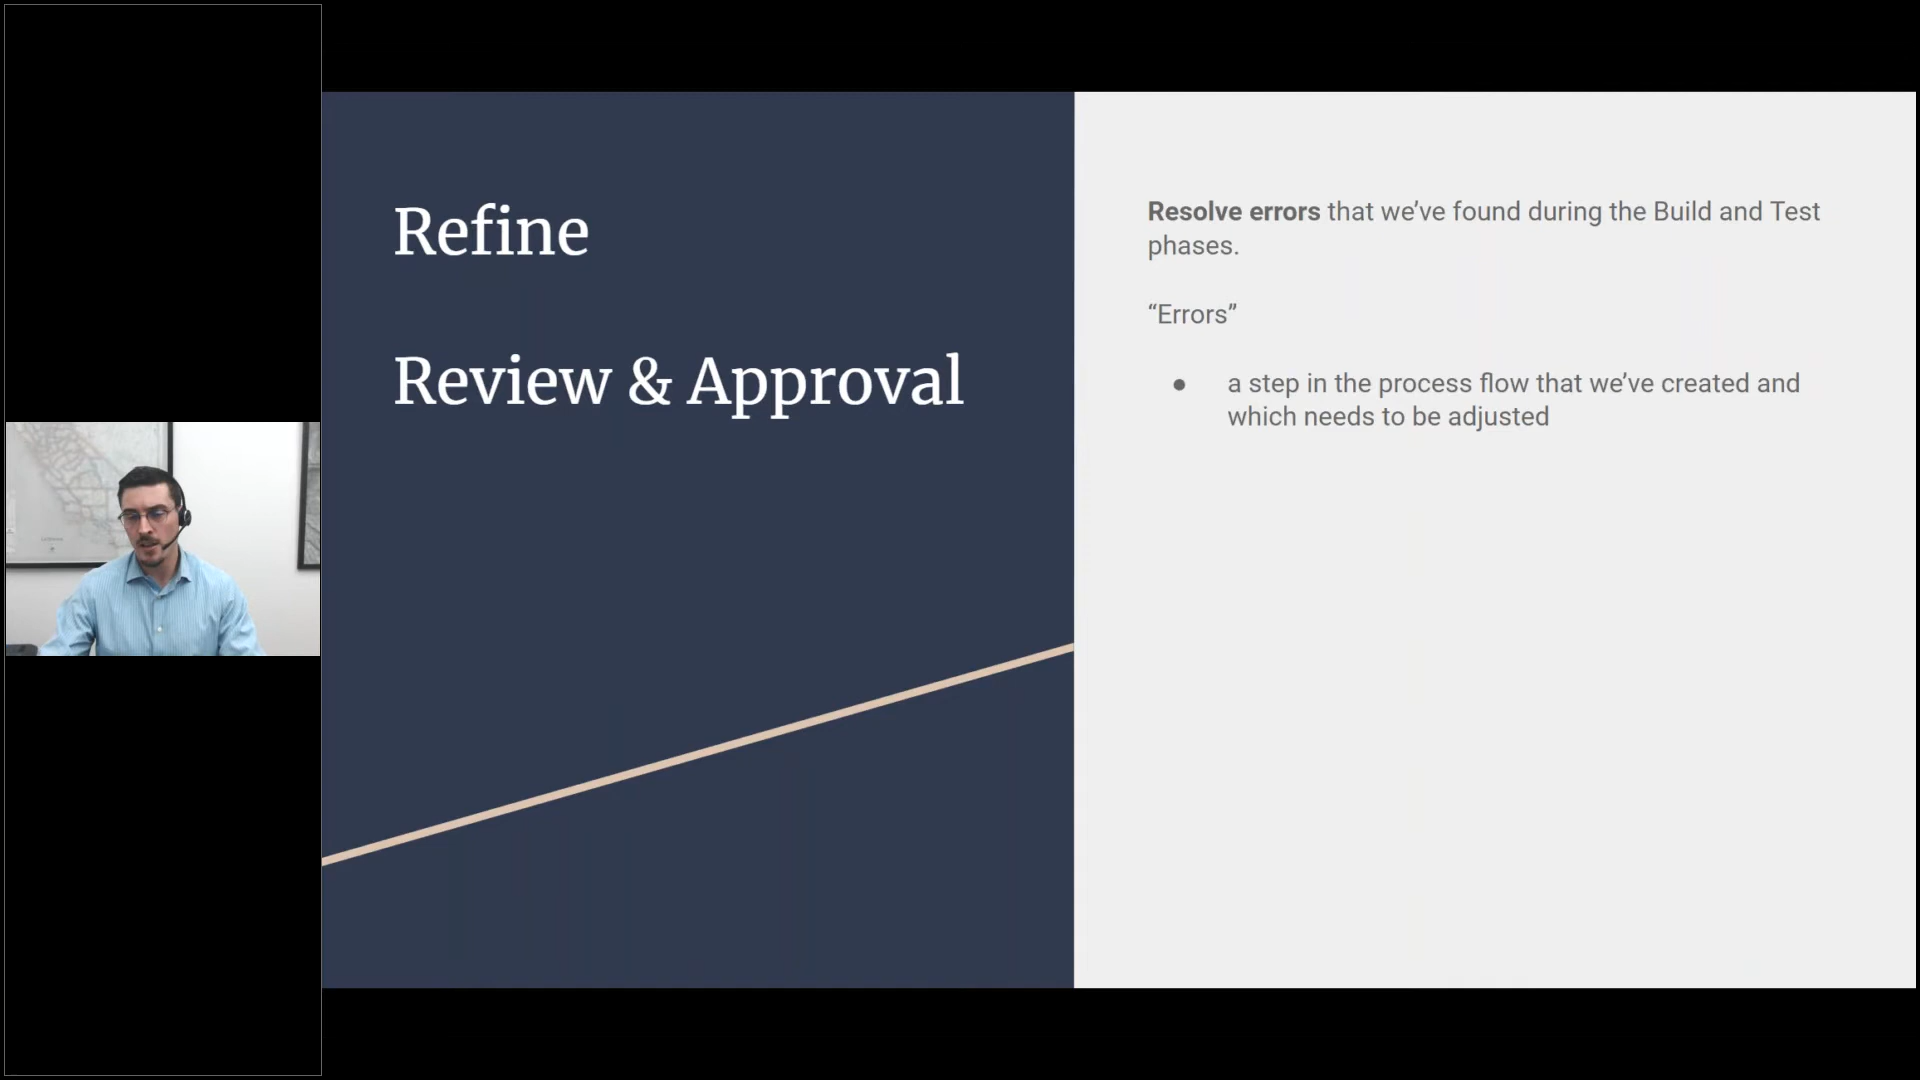 Refine
Review & Approval
Resolve errors that we’ve found during the Build and Test
phases.
“Errors”
● a step in the process flow that we’ve created and
which needs to be adjusted